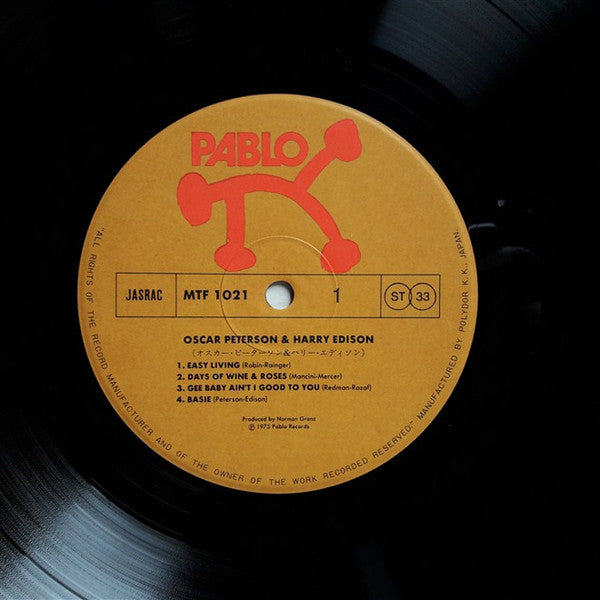 PABLO
JASRAC
MTF 1021
1
ST 33
OSCAR PETERSON & HARRY EDISON
(オスカー・ピーターソン&ハリー・エディソン)
1. EASY LIVING (Robin-Rainger)
2. DAYS OF WINE & ROSES (Mancini-Mercer)
3. GEE BABY AIN'T I GOOD TO YOU (Redman-Razaf)
4. BASIE (Peterson-Edison)
Produced by Norman Granz
℗ 1975 Pablo Records
"ALL RIGHTS OF THE RECORD MANUFACTURER AND OF THE OWNER OF THE WORK RECORDED RESERVED." MANUFACTURED BY POLYDOR K.K., JAPAN